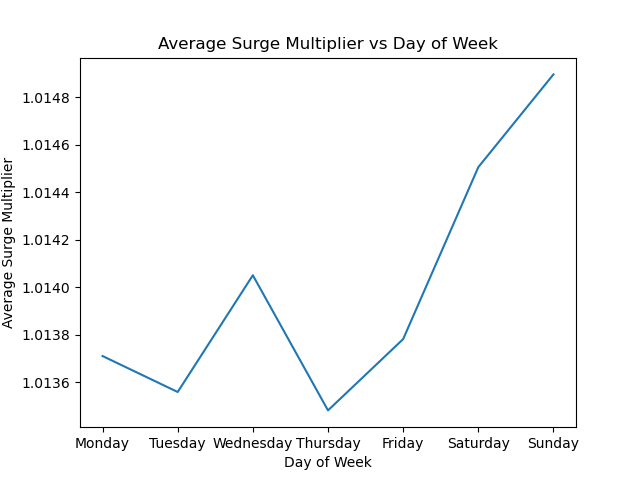 Average Surge Multiplier vs Day of Week
Average Surge Multiplier
1.0148
1.0146
1.0144
1.0142
1.0140
1.0138
1.0136
Monday Tuesday Wednesday Thursday Friday Saturday Sunday
Day of Week